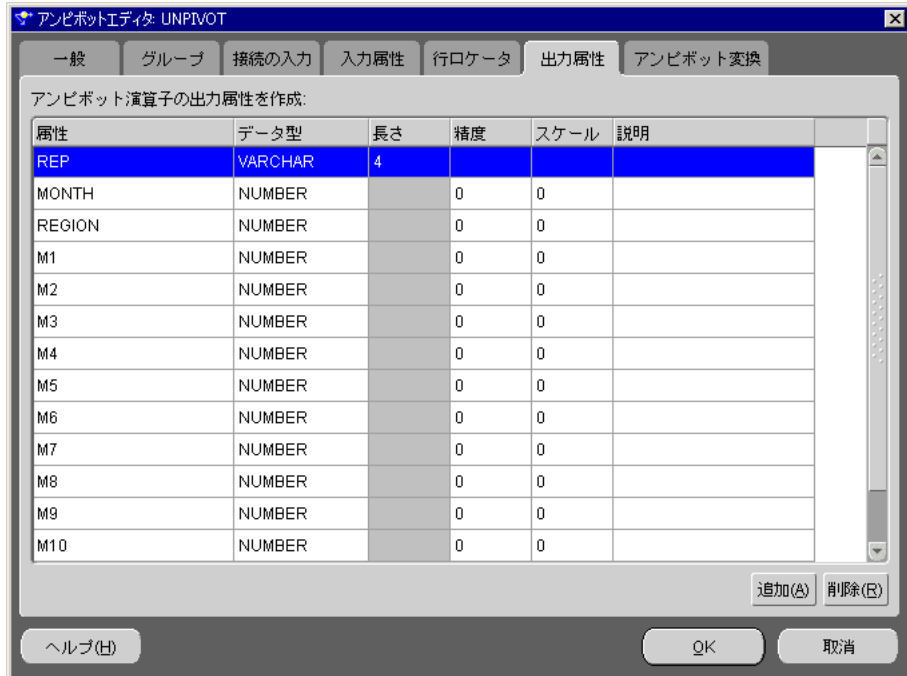 アンピボットエディタ: UNPIVOT
一般 グループ 接続の入力 入力属性 行ロケータ 出力属性 アンピボット変換
アンピボット演算子の出力属性を作成:
属性 データ型 長さ 精度 スケール 説明
REP VARCHAR 4
MONTH NUMBER 0 0
REGION NUMBER 0 0
M1 NUMBER 0 0
M2 NUMBER 0 0
M3 NUMBER 0 0
M4 NUMBER 0 0
M5 NUMBER 0 0
M6 NUMBER 0 0
M7 NUMBER 0 0
M8 NUMBER 0 0
M9 NUMBER 0 0
M10 NUMBER 0 0
追加(A) 削除(R)
ヘルプ(H) OK 取消